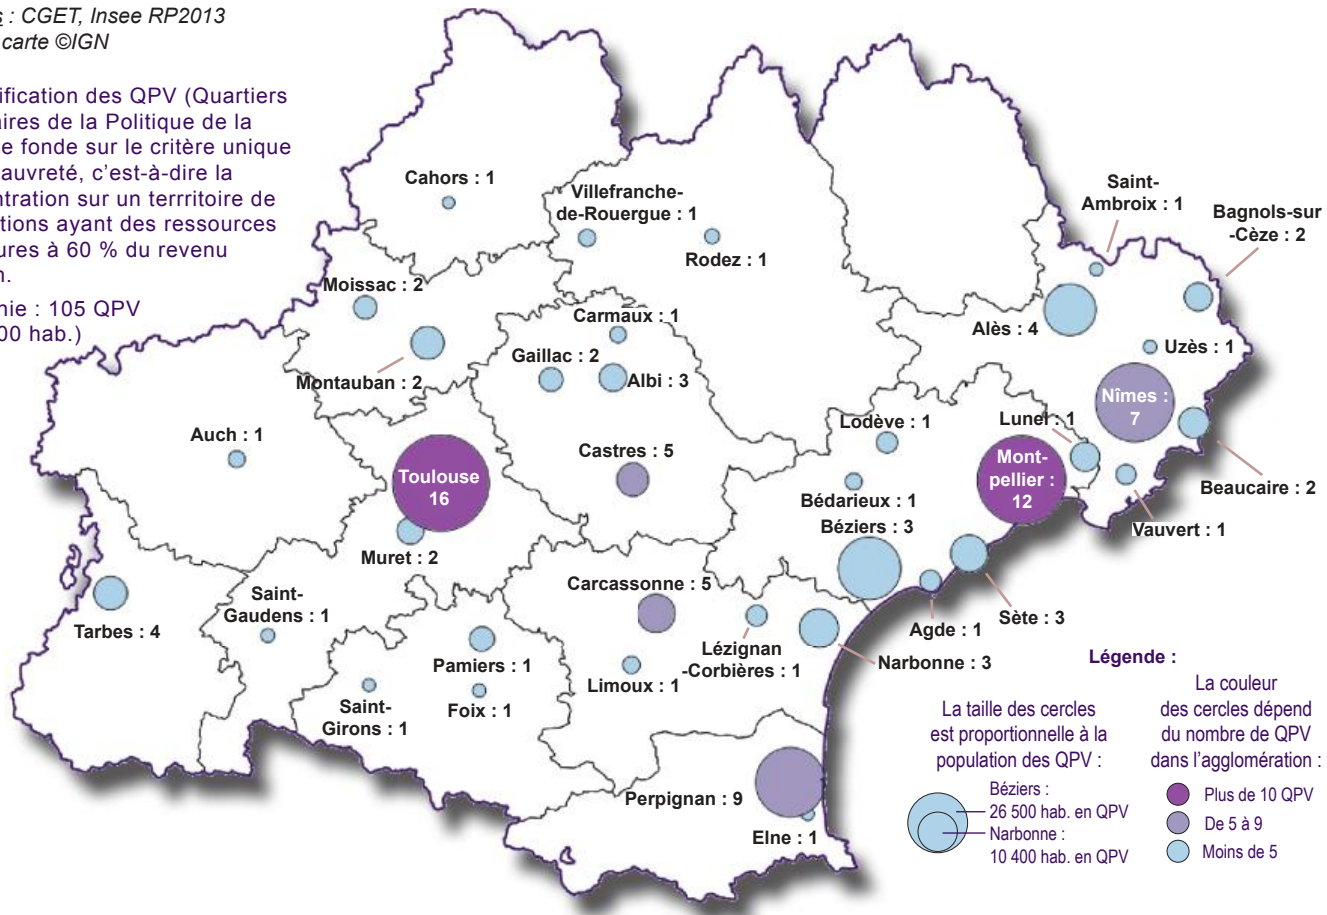 : CGET, Insee RP2013
carte ©IGN
ification des QPV (Quartiers
aires de la Politique de la
e fonde sur le critère unique
auvreté, c'est-à-dire la
ntration sur un terrritoire de
tions ayant des ressources
ures à 60 % du revenu
nie : 105 QPV
00 hab.)
Cahors : 1
Villefranche-
de-Rouergue : 1
Rodez : 1
Saint-
Ambroix : 1
Bagnols-sur
-Cèze : 2
Moissac : 2
Carmaux : 1
Alès : 4
Uzès : 1
Gaillac : 2
Albi : 3
Montauban : 2
Nîmes :
7
Auch : 1
Lodève : 1
Lunel : 1
Castres : 5
Toulouse
16
Mont-
pellier :
12
Beaucaire : 2
Bédarieux : 1
Vauvert : 1
Béziers : 3
Muret : 2
Carcassonne : 5
Saint-
Gaudens : 1
Tarbes : 4
Agde : 1
Sète : 3
Lézignan
-Corbières : 1
Narbonne : 3
Pamiers : 1
Limoux : 1
Saint-
Girons : 1
Foix : 1
Perpignan : 9
Elne : 1
Légende :
La taille des cercles
est proportionnelle à la
population des QPV :
Béziers :
26 500 hab. en QPV
Narbonne :
10 400 hab. en QPV
La couleur
des cercles dépend
du nombre de QPV
dans l'agglomération :
Plus de 10 QPV
De 5 à 9
Moins de 5